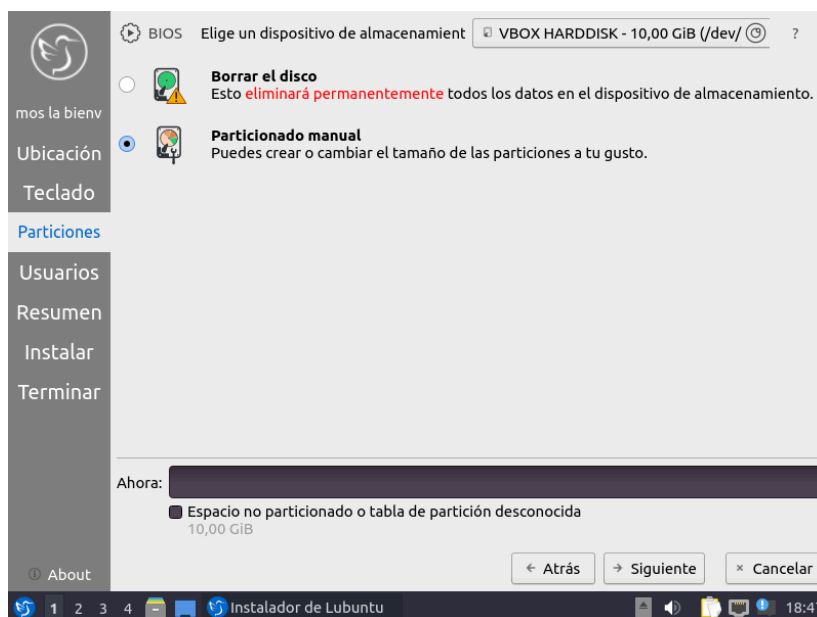 BIOS Elige un dispositivo de almacenamient VBOX HARDDISK - 10,00 GiB (/dev/ ?
Borrar el disco
Esto eliminará permanentemente todos los datos en el dispositivo de almacenamiento.
Particionado manual
Puedes crear o cambiar el tamaño de las particiones a tu gusto.
mos la bienv
Ubicación
Teclado
Particiones
Usuarios
Resumen
Instalar
Terminar
Ahora:
Espacio no particionado o tabla de partición desconocida
10,00 GiB
About
Atrás Siguiente Cancelar
1 2 3 4 Instalador de Lubuntu 18:4